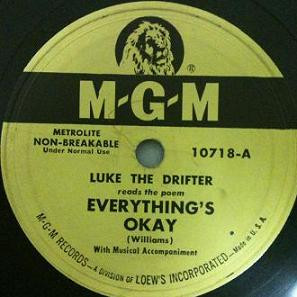 ®
M-G-M
METROLITE
NON-BREAKABLE
Under Normal Use
10718-A
LUKE THE DRIFTER
reads the poem
EVERYTHING'S
OKAY
(Williams)
With Musical Accompaniment
M-G-M RECORDS—A DIVISION OF LOEW'S INCORPORATED—Made in U.S.A.